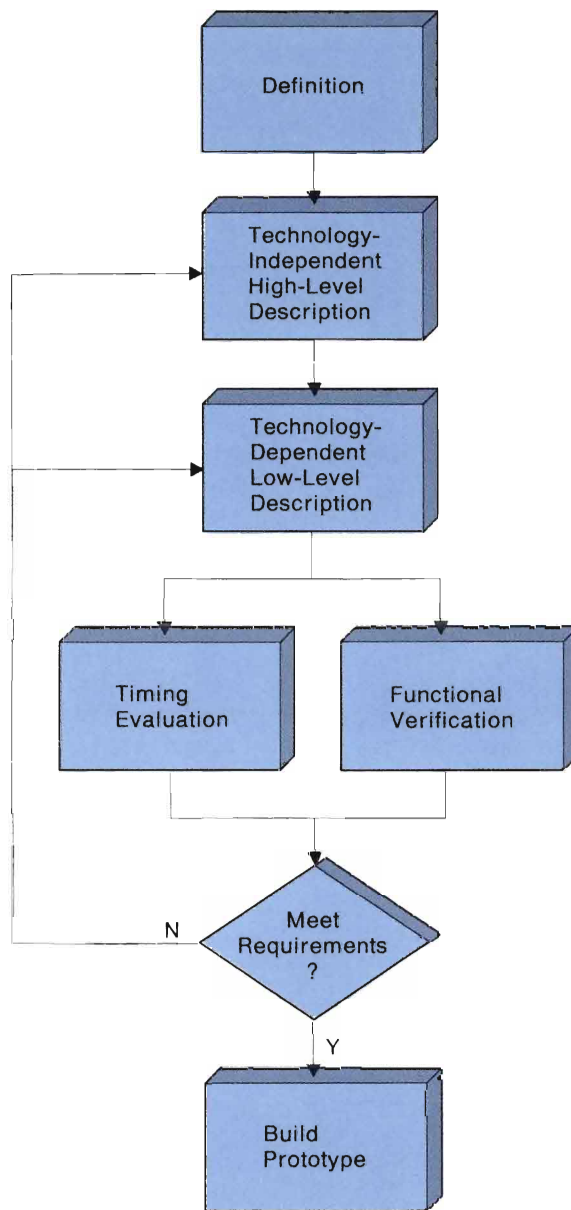 Definition
Technology-
Independent
High-Level
Description
Technology-
Dependent
Low-Level
Description
Timing
Evaluation
Functional
Verification
N
Meet
Requirements
?
Y
Build
Prototype